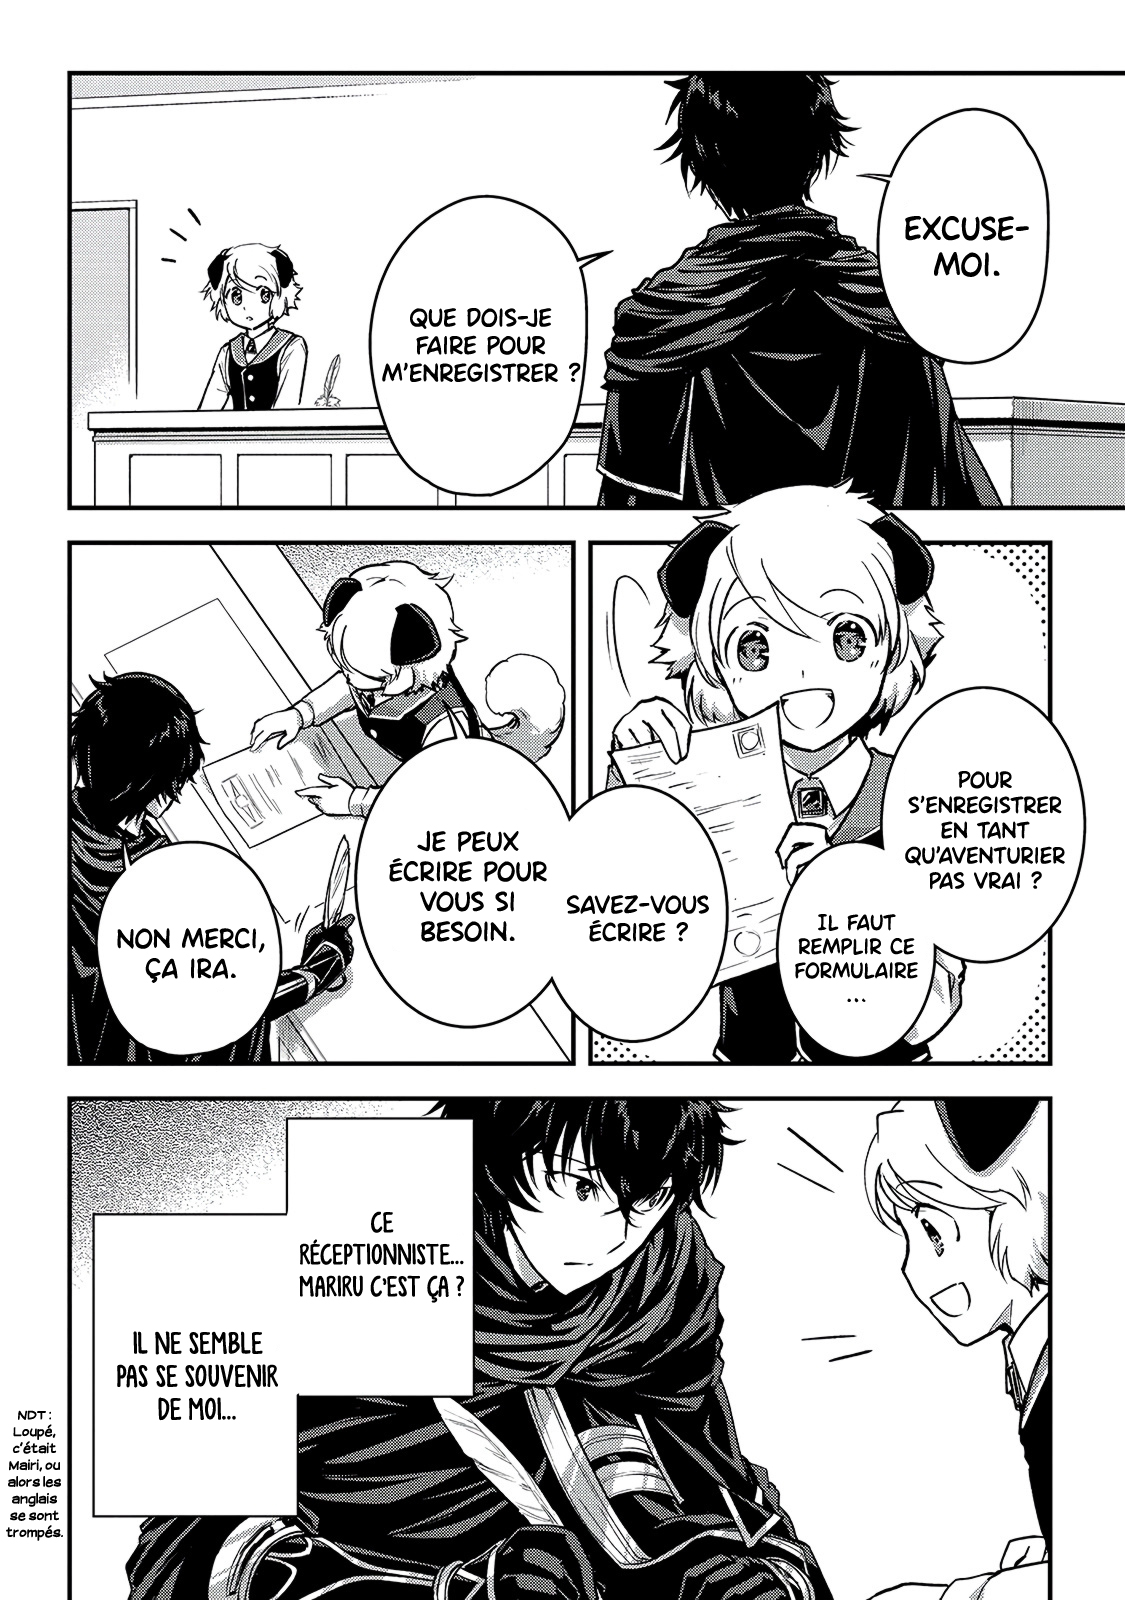 EXCUSE-
MOI.
QUE DOIS-JE
FAIRE POUR
M'ENREGISTRER ?
POUR
S'ENREGISTRER
EN TANT
QU'AVENTURIER
PAS VRAI ?
IL FAUT
REMPLIR CE
FORMULAIRE
...
SAVEZ-VOUS
ÉCRIRE ?
JE PEUX
ÉCRIRE POUR
VOUS SI
BESOIN.
NON MERCI,
ÇA IRA.
CE
RÉCEPTIONNISTE...
MARIRU C'EST ÇA ?
IL NE SEMBLE
PAS SE SOUVENIR
DE MOI...
NDT :
Loupé,
c'était
Mairi, ou
alors les
anglais
se sont
trompés.